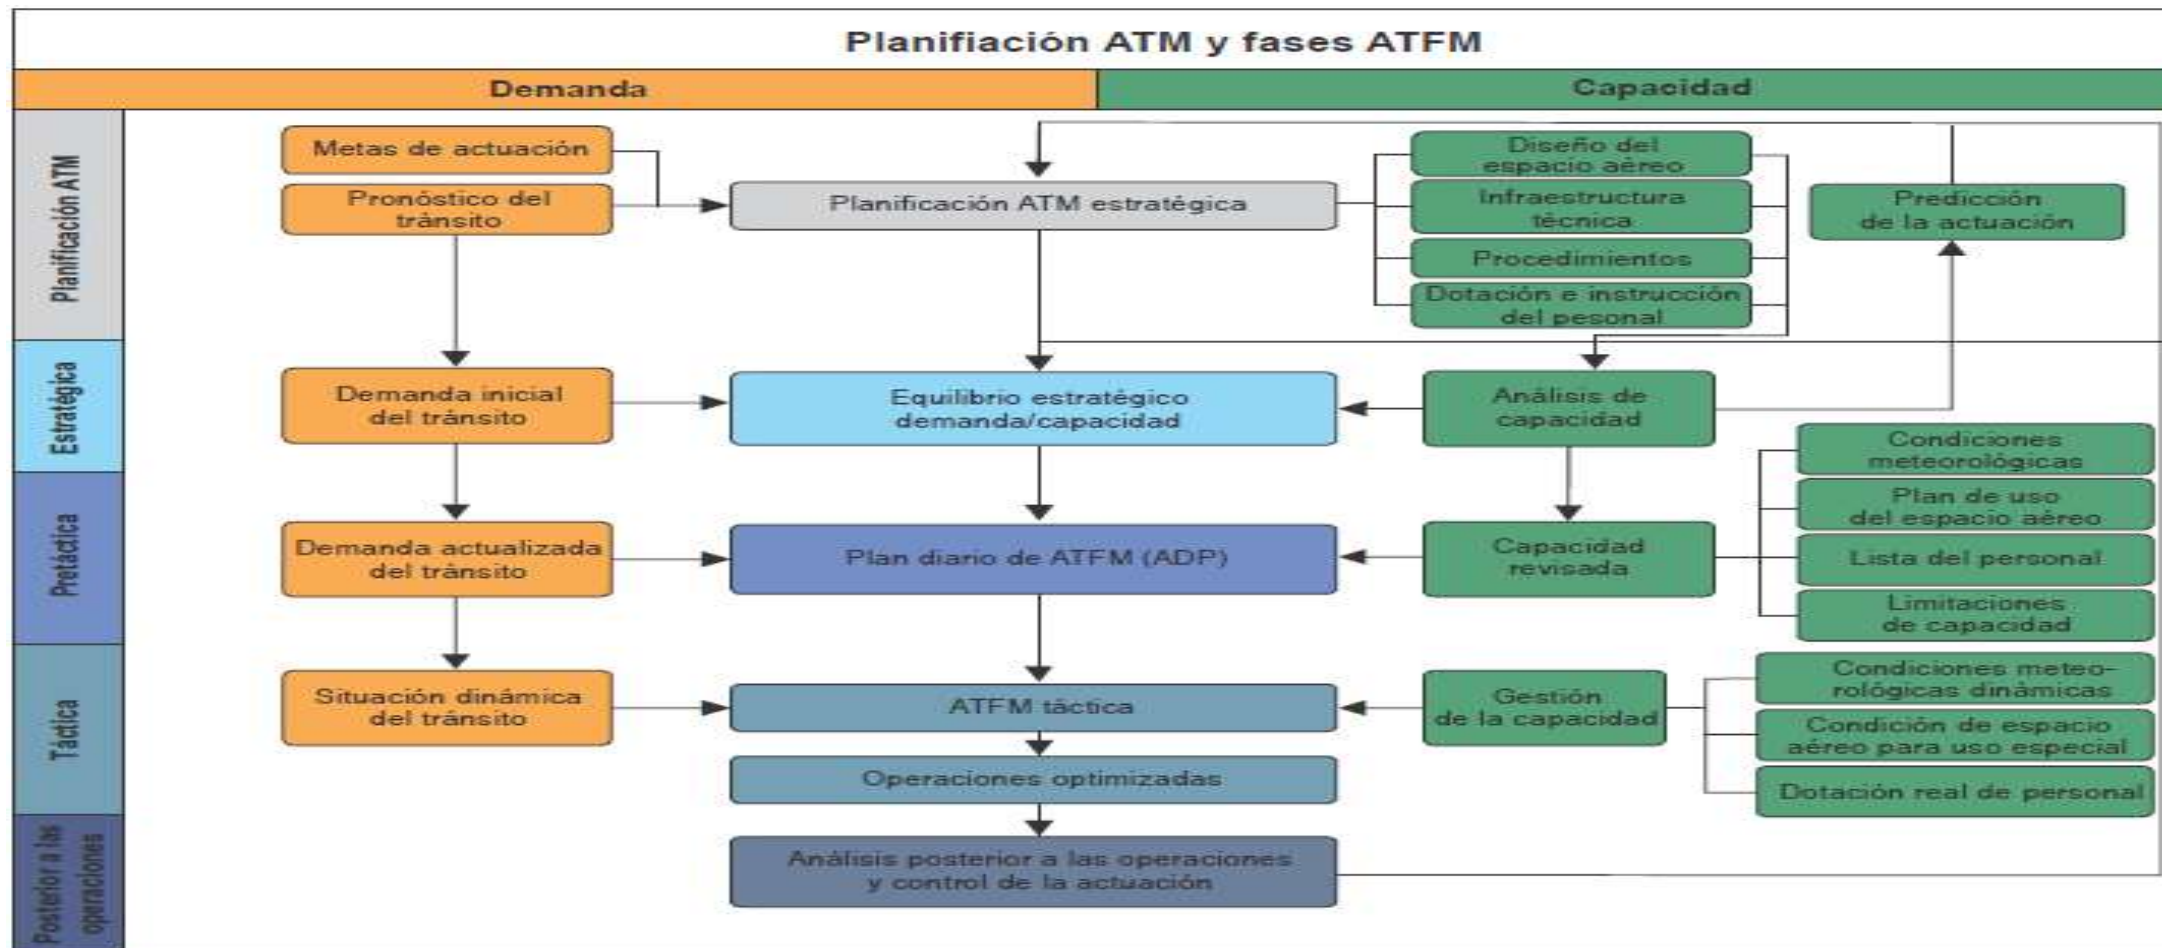 Planifiación ATM y fases ATFM
Demanda
Capacidad
Planificación ATM
Metas de actuación
Pronóstico del
tránsito
Planificación ATM estratégica
Diseño del
espacio aéreo
Infraestructura
técnica
Procedimientos
Dotación e instrucción
del pesonal
Predicción
de la actuación
Estratégica
Demanda inicial
del tránsito
Equilibrio estratégico
demanda/capacidad
Análisis de
capacidad
Condiciones
meteorológicas
Plan de uso
del espacio aéreo
Lista del personal
Limitaciones
de capacidad
Pretáctica
Demanda actualizada
del tránsito
Plan diario de ATFM (ADP)
Capacidad
revisada
Táctica
Situación dinámica
del tránsito
ATFM táctica
Gestión
de la capacidad
Condiciones meteo-
rológicas dinámicas
Condición de espacio
aéreo para uso especial
Dotación real de personal
Operaciones optimizadas
Posterior a las
operaciones
Análisis posterior a las operaciones
y control de la actuación